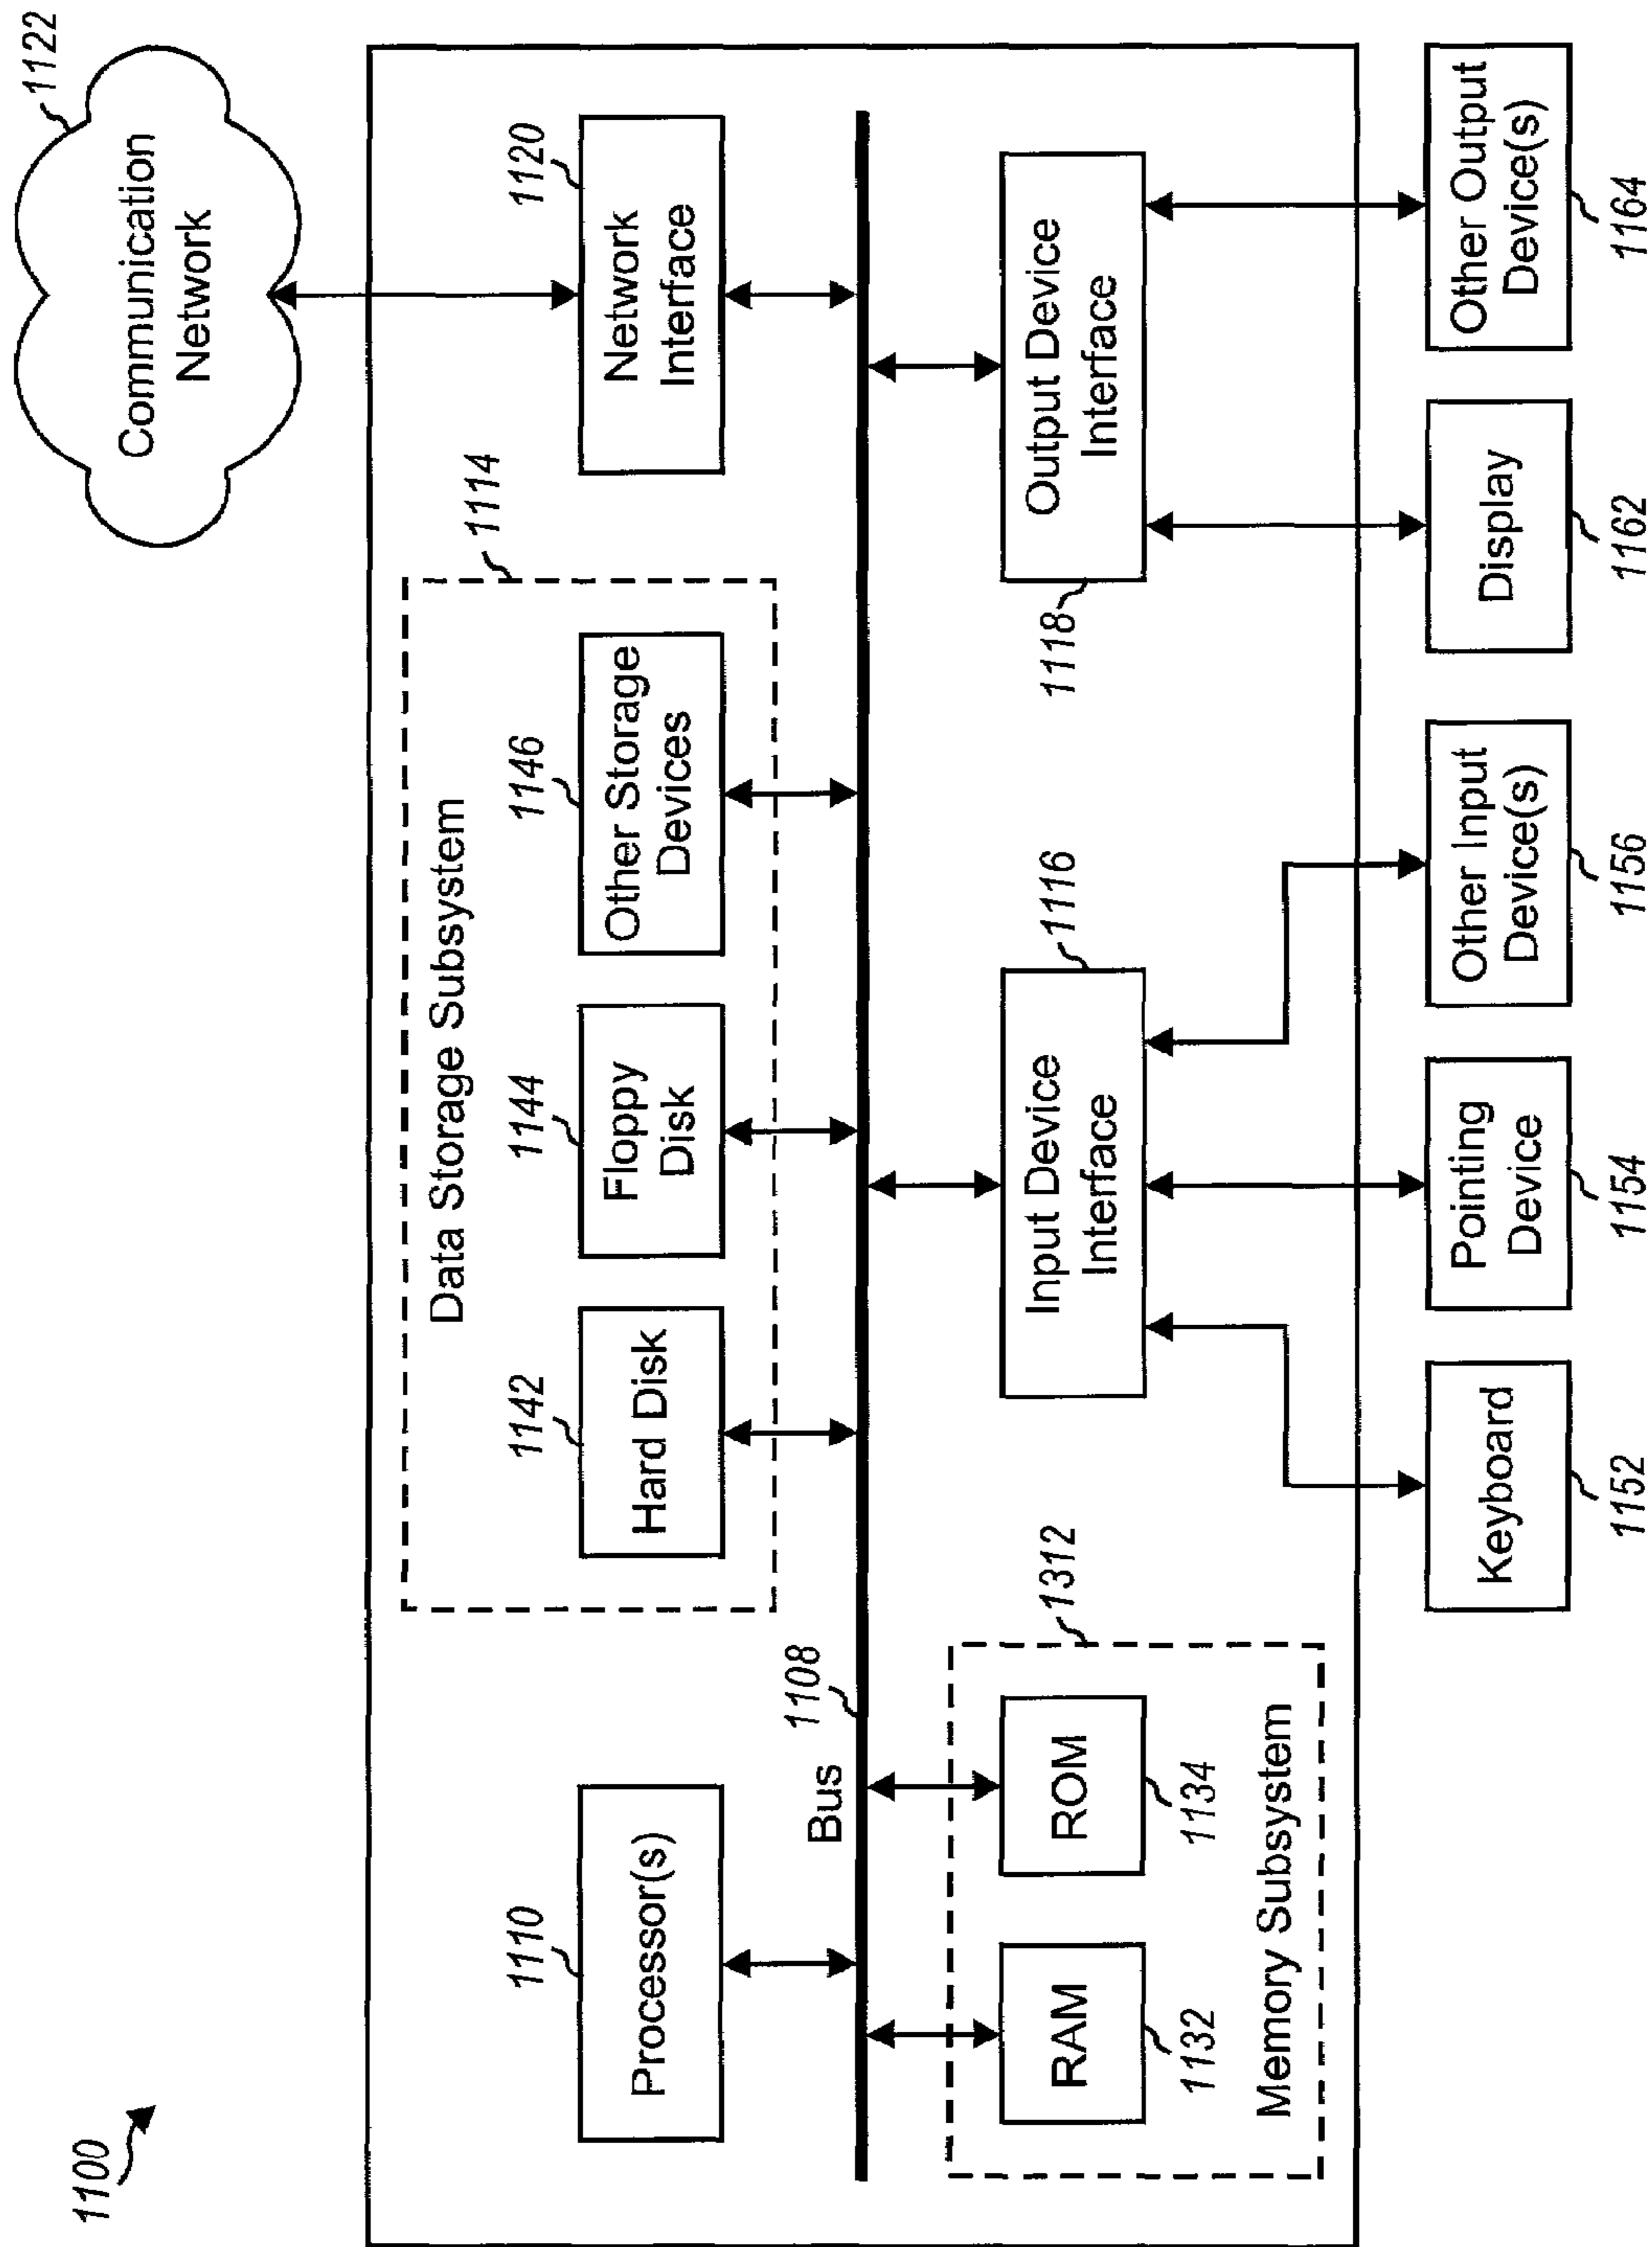 1100
Communication
Network
1122
1114
Data Storage Subsystem
1110
Processor(s)
1142
Hard Disk
1144
Floppy
Disk
1146
Other Storage
Devices
1120
Network
Interface
Bus
1108
1312
RAM
1132
ROM
1134
Memory Subsystem
1116
Input Device
Interface
1118
Output Device
Interface
Keyboard
1152
Pointing
Device
1154
Other Input
Device(s)
1156
Display
1162
Other Output
Device(s)
1164